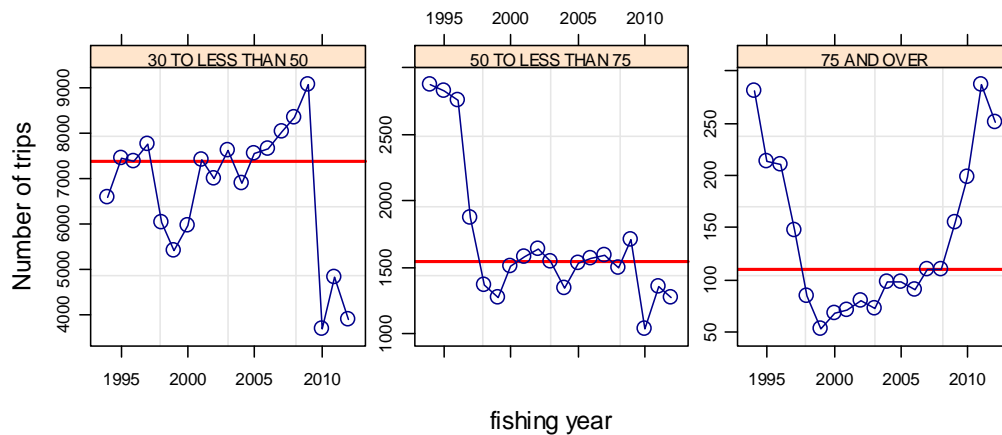 1995 2000 2005 2010
30 TO LESS THAN 50
50 TO LESS THAN 75
75 AND OVER
Number of trips
4000 5000 6000 7000 8000 9000
1000 1500 2000 2500
50 100 150 200 250
1995 2000 2005 2010
1995 2000 2005 2010
fishing year